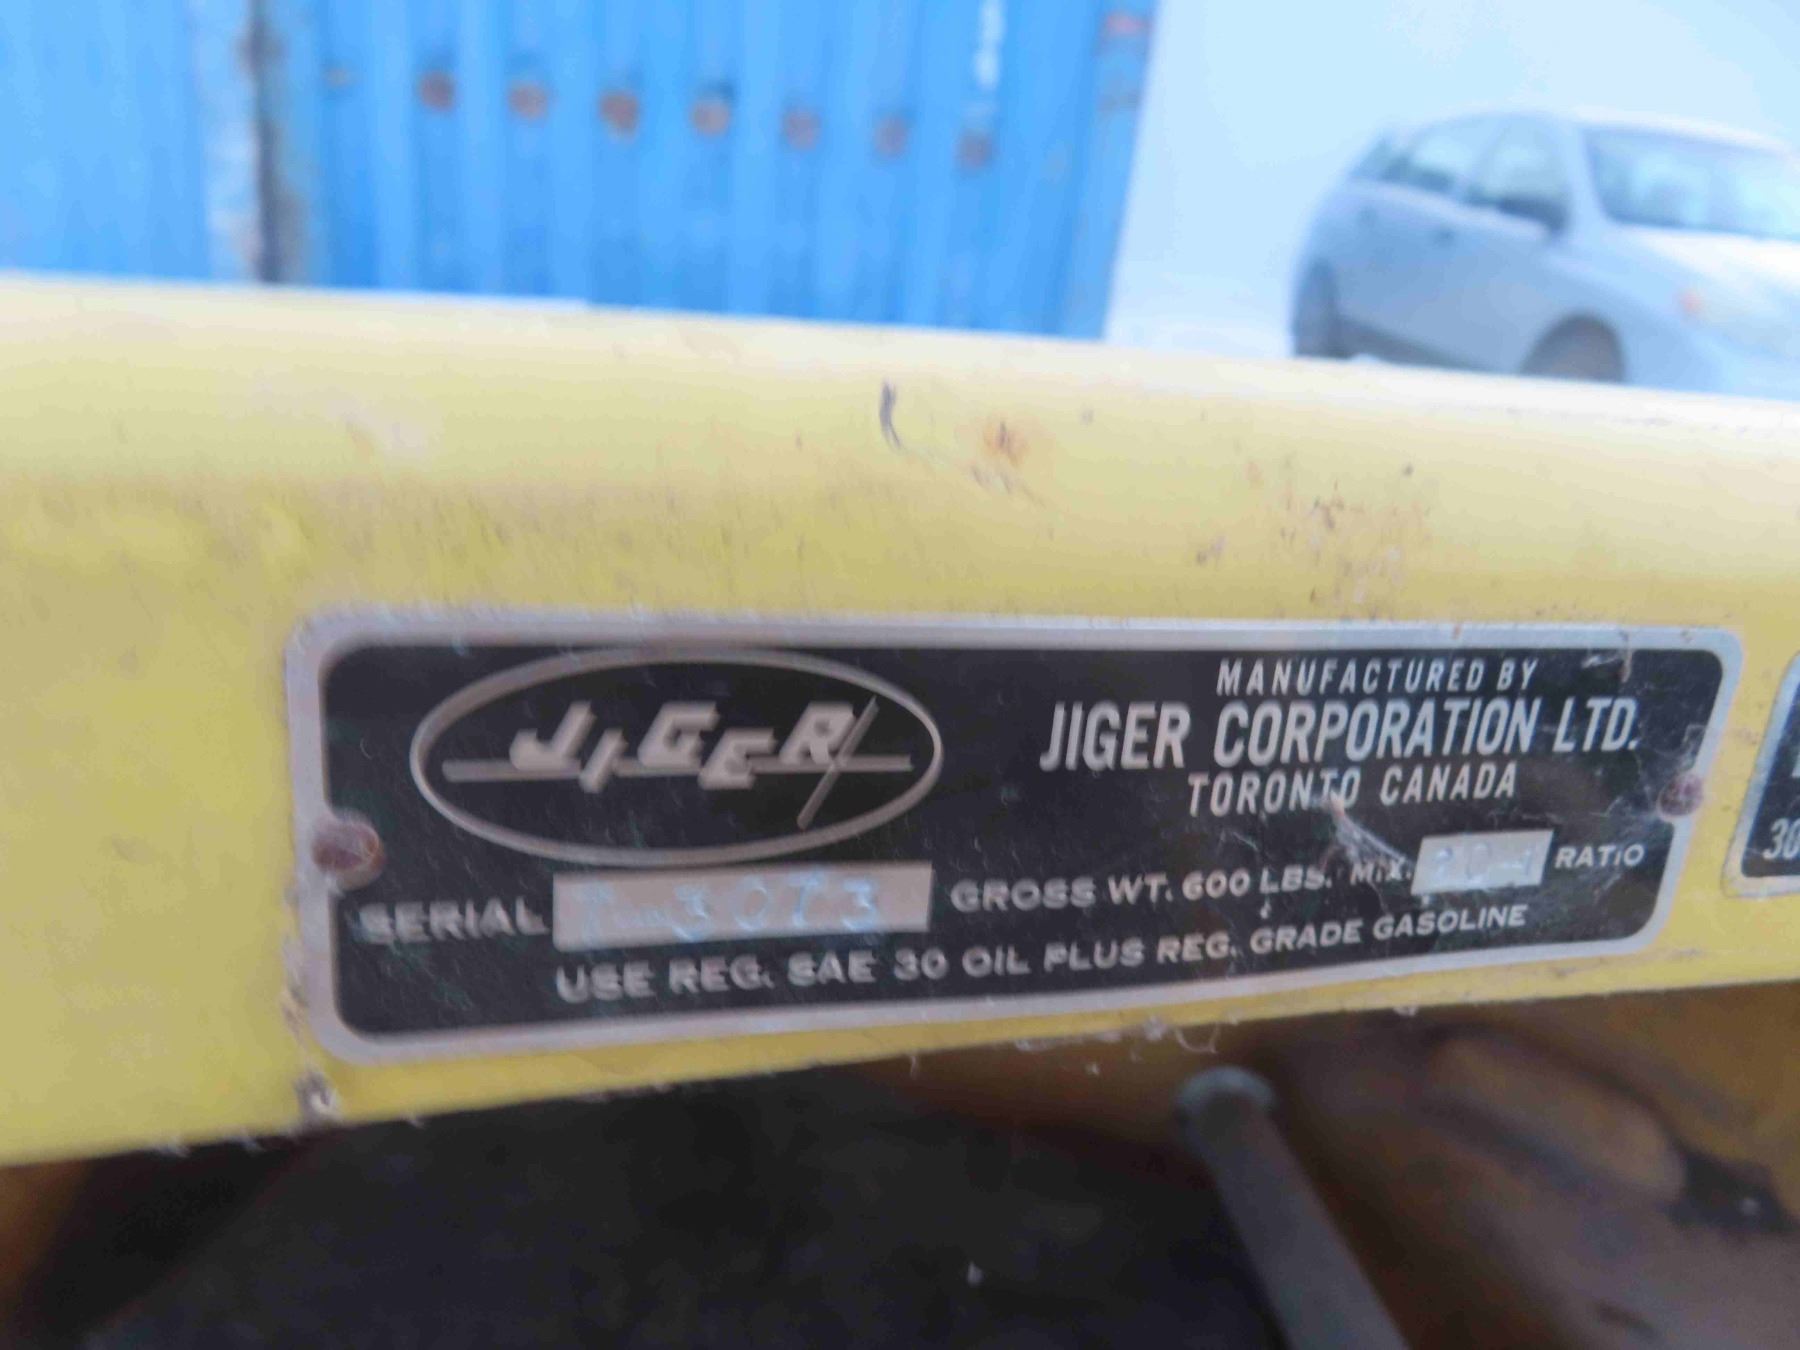 JIGER
MANUFACTURED BY
JIGER CORPORATION LTD.
TORONTO CANADA
SERIAL GROSS WT. 600 LBS. MIX. RATIO
USE REG. SAE 30 OIL PLUS REG. GRADE GASOLINE
30